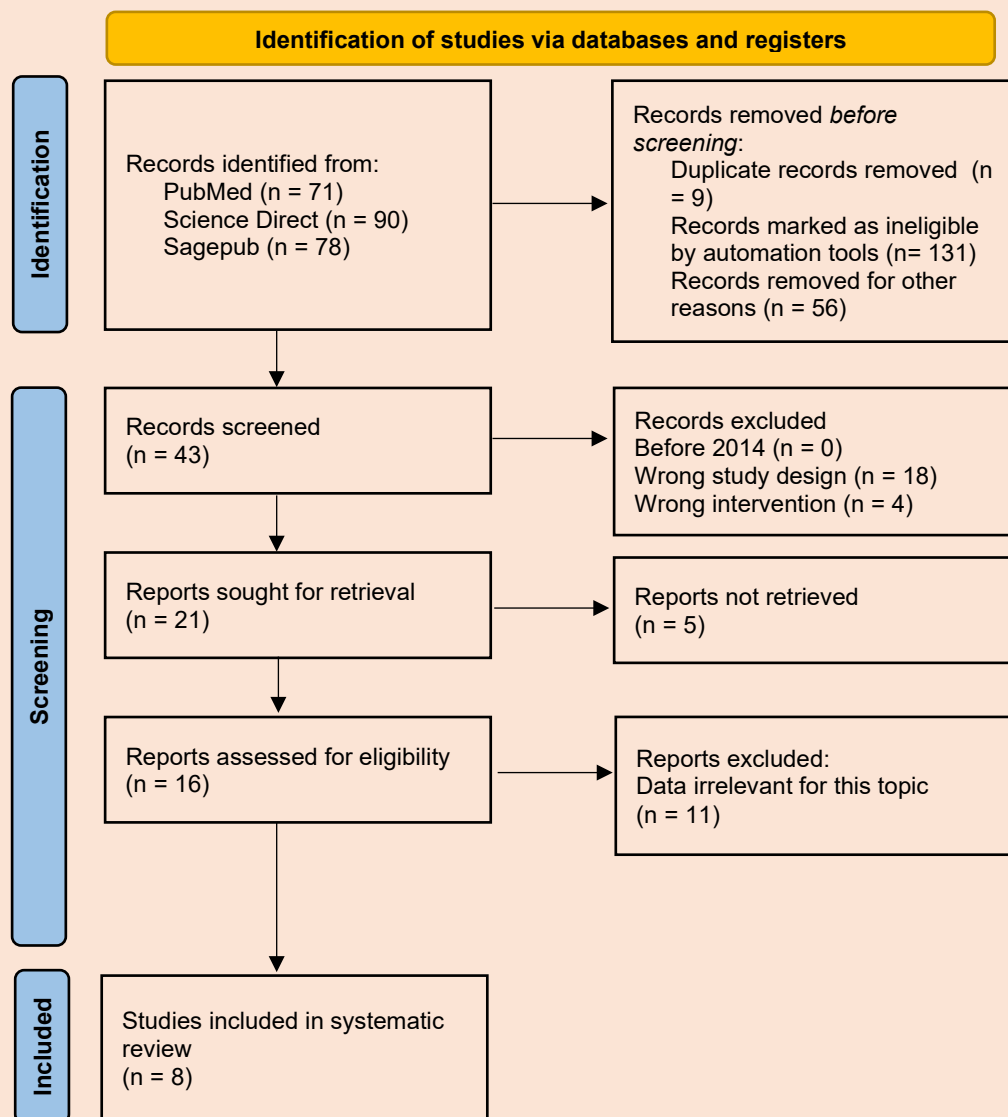 Identification of studies via databases and registers
Identification
Records identified from:
PubMed (n = 71)
Science Direct (n = 90)
Sagepub (n = 78)
Records removed before
screening:
Duplicate records removed (n
= 9)
Records marked as ineligible
by automation tools (n= 131)
Records removed for other
reasons (n = 56)
Screening
Records screened
(n = 43)
Records excluded
Before 2014 (n = 0)
Wrong study design (n = 18)
Wrong intervention (n = 4)
Reports sought for retrieval
(n = 21)
Reports not retrieved
(n = 5)
Reports assessed for eligibility
(n = 16)
Reports excluded:
Data irrelevant for this topic
(n = 11)
Included
Studies included in systematic
review
(n = 8)